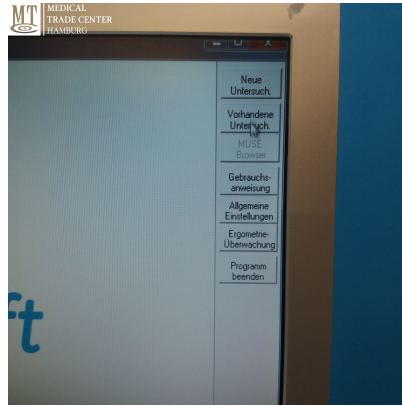 MT
MEDICAL
TRADE CENTER
HAMBURG
Neue
Untersuch.
Vorhandene
Untersuch.
MUSE
Browser
Gebrauchs-
anweisung
Allgemeine
Einstellungen
Ergometrie-
Überwachung
Programm
beenden
ft